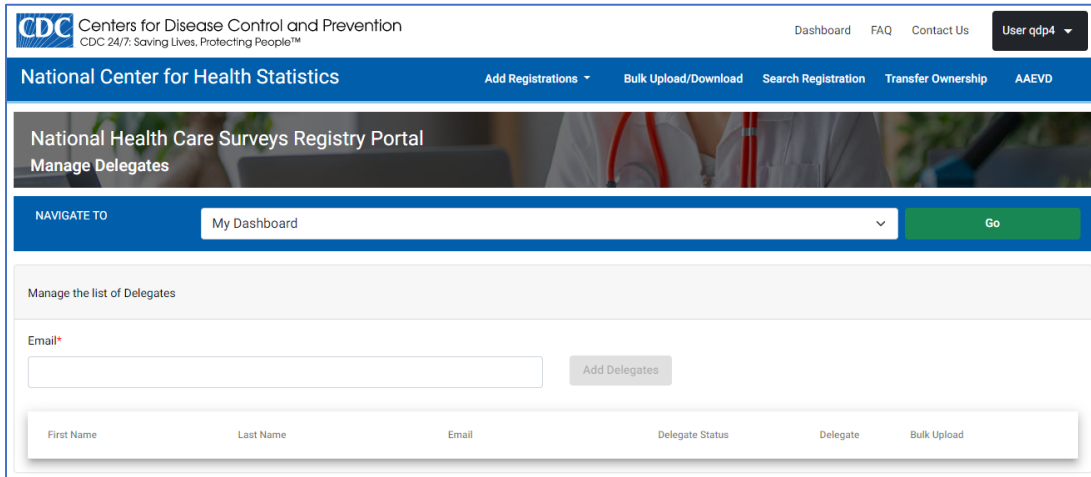 CDC Centers for Disease Control and Prevention
CDC 24/7: Saving Lives, Protecting People™
Dashboard FAQ Contact Us User qdp4
National Center for Health Statistics Add Registrations Bulk Upload/Download Search Registration Transfer Ownership AAEVD
National Health Care Surveys Registry Portal
Manage Delegates
NAVIGATE TO My Dashboard Go
Manage the list of Delegates
Email*
Add Delegates
First Name Last Name Email Delegate Status Delegate Bulk Upload